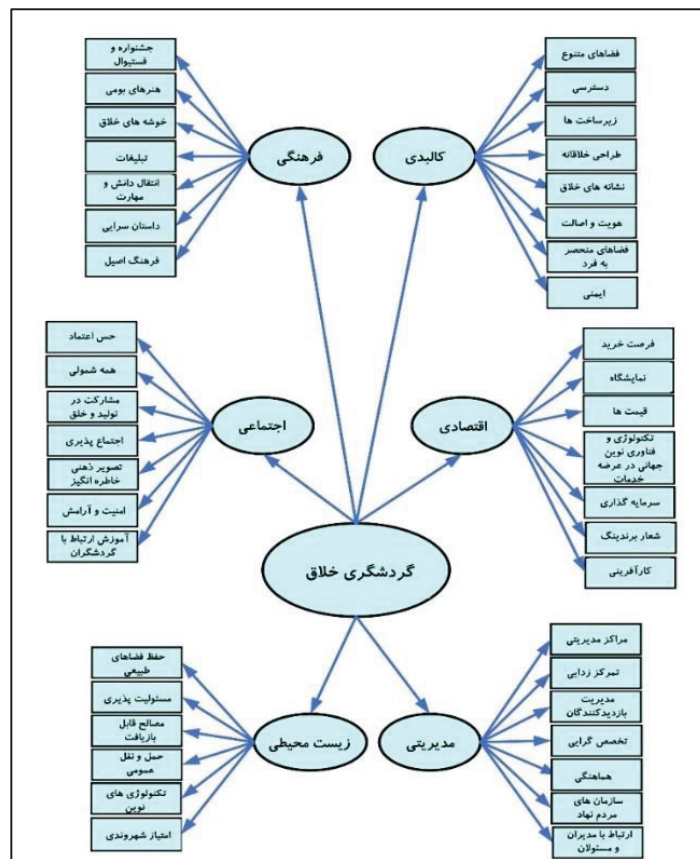 فضاهای متنوع
دسترسی
زیرساخت ها
طراحی خلاقانه
نشانه های خلاق
هویت و اصالت
فضاهای منحصر
به فرد
ایمنی
کالبدی
جشنواره و
فستیوال
هنرهای بومی
خوشه های خلاق
تبلیغات
انتقال دانش و
مهارت
داستان سرایی
فرهنگ اصیل
فرهنگی
فرصت خرید
نمایشگاه
قیمت ها
تکنولوژی و
فناوری نوین
جهانی در عرضه
خدمات
سرمایه گذاری
شعار برندینگ
کارآفرینی
اقتصادی
حس اعتماد
همه شمولی
مشارکت در
تولید و خلق
اجتماع پذیری
تصویر ذهنی
خاطره انگیز
امنیت و آرامش
آموزش ارتباط با
گردشگران
اجتماعی
گردشگری خلاق
مراکز مدیریتی
تمرکز زدایی
مدیریت
بازدیدکنندگان
تخصص گرایی
هماهنگی
سازمان های
مردم نهاد
ارتباط با مدیران
و مسئولان
مدیریتی
حفظ فضاهای
طبیعی
مسئولیت پذیری
مصالح قابل
بازیافت
حمل و نقل
عمومی
تکنولوژی های
نوین
امتیاز شهروندی
زیست محیطی